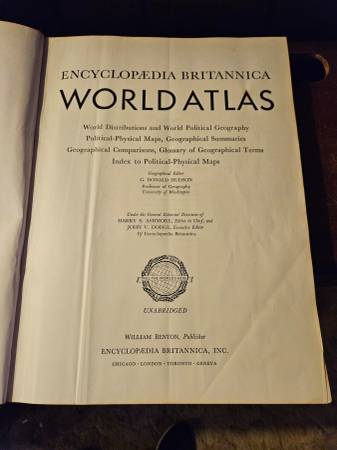 ENCYCLOPÆDIA BRITANNICA
WORLD ATLAS
World Distributions and World Political Geography
Political-Physical Maps, Geographical Summaries
Geographical Comparisons, Glossary of Geographical Terms
Index to Political-Physical Maps
Geographical Editor
G. DONALD HUDSON
Professor of Geography
University of Washington
Under the General Editorial Direction of
HARRY S. ASHMORE, Editor in Chief, and
JOHN V. DODGE, Executive Editor
of Encyclopædia Britannica
UNABRIDGED
WILLIAM BENTON, Publisher
ENCYCLOPÆDIA BRITANNICA, INC.
CHICAGO · LONDON · TORONTO · GENEVA